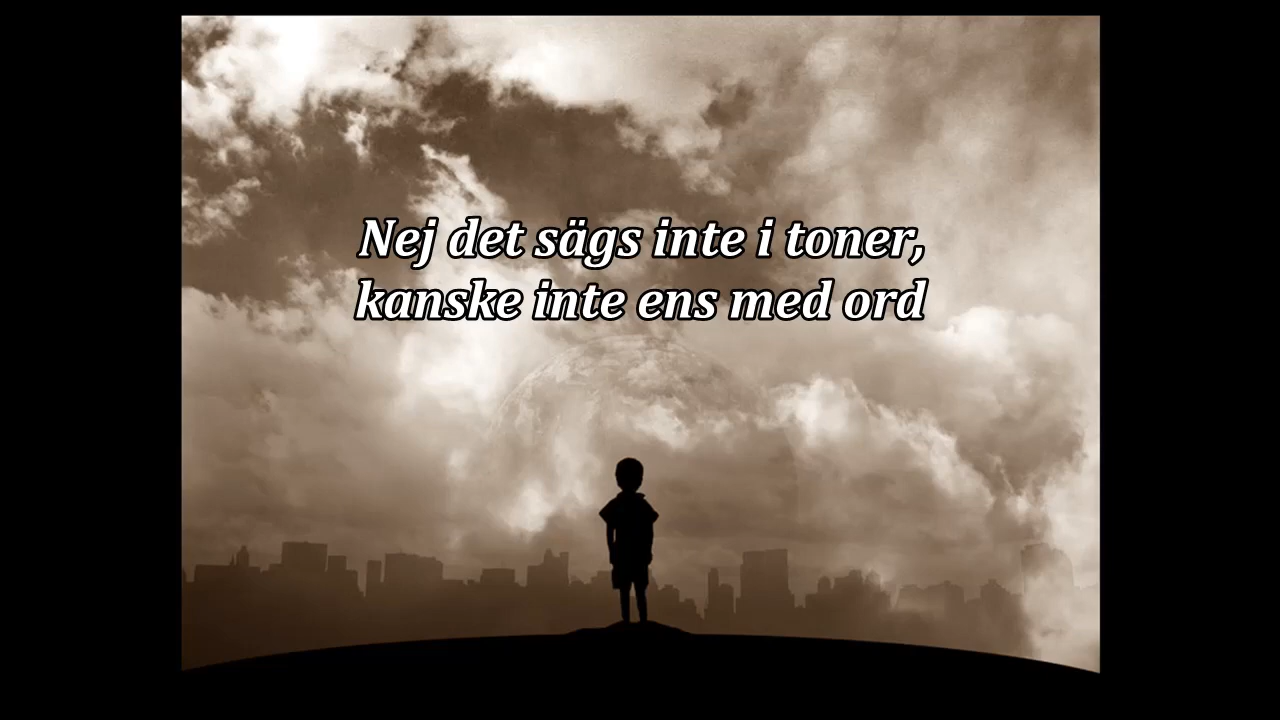 Nej det sägs inte i toner,
kanske inte ens med ord